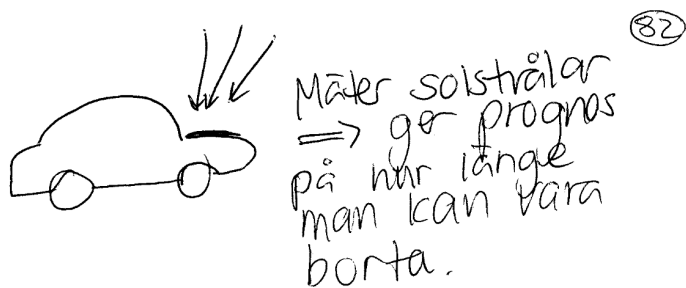 82
Mäter solstrålar
⇒ ger prognos
på hur länge
man kan vara
borta.